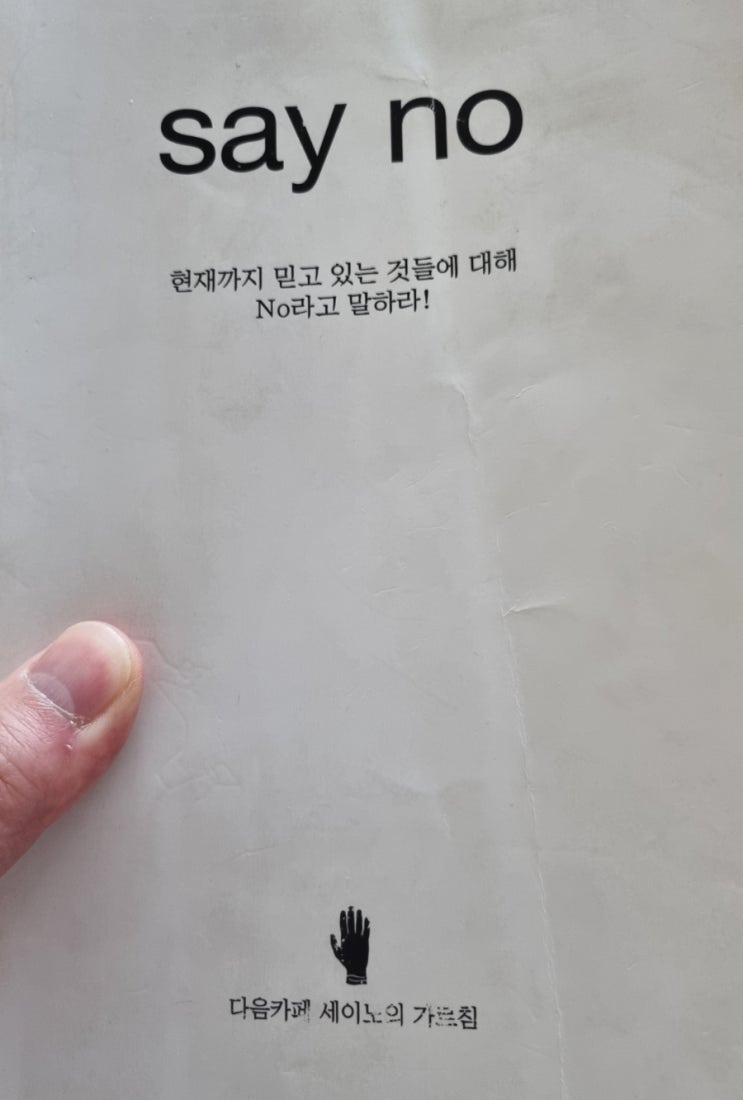 say no
현재까지 믿고 있는 것들에 대해
No라고 말하라!
다음카페 세이노의 가르침